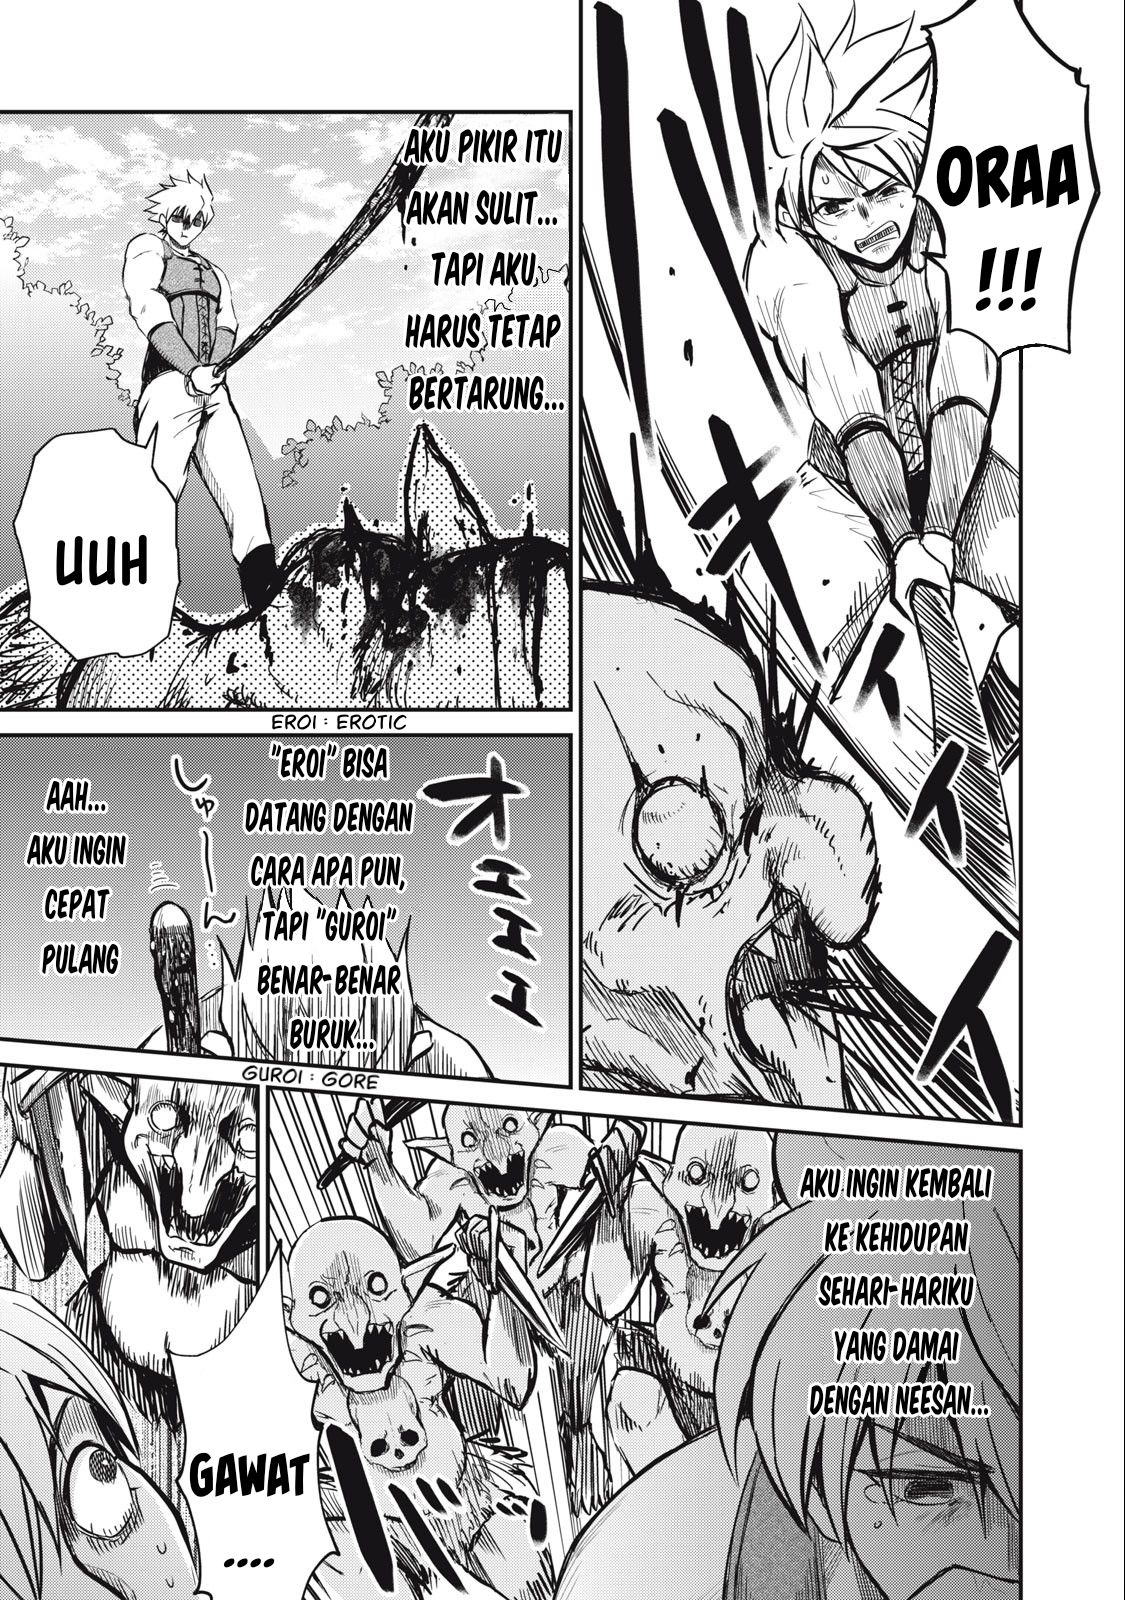 ORAA
!!!
AKU PIKIR ITU
AKAN SULIT...
TAPI AKU
HARUS TETAP
BERTARUNG...
UUH
EROI : EROTIC
オエエエ
"EROI" BISA
DATANG DENGAN
CARA APA PUN,
TAPI "GUROI"
BENAR-BENAR
BURUK...
しゅーん…
AAH...
AKU INGIN
CEPAT
PULANG
GUROI : GORE
AKU INGIN KEMBALI
KE KEHIDUPAN
SEHARI-HARIKU
YANG DAMAI
DENGAN NEESAN...
GAWAT
....